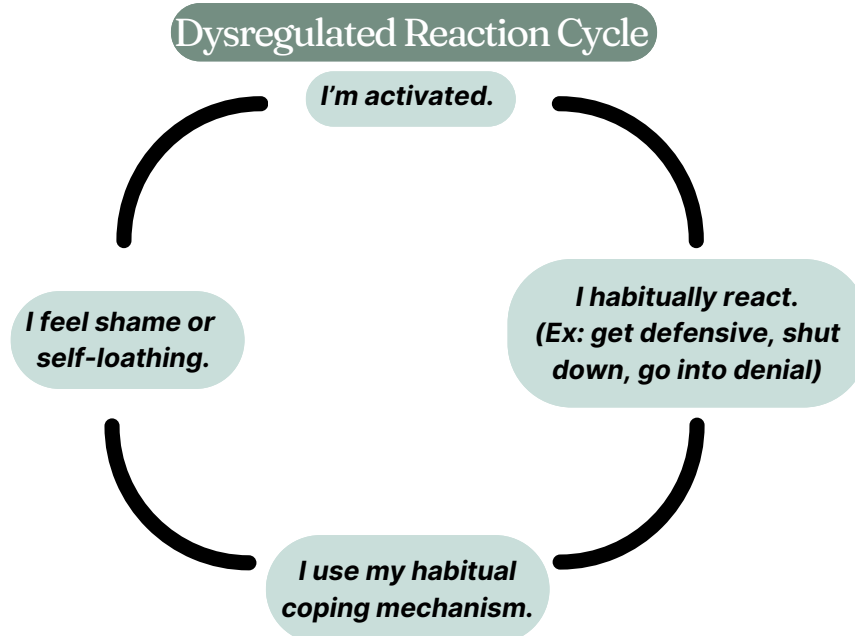 Dysregulated Reaction Cycle
I’m activated.
I habitually react.
(Ex: get defensive, shut
down, go into denial)
I use my habitual
coping mechanism.
I feel shame or
self-loathing.